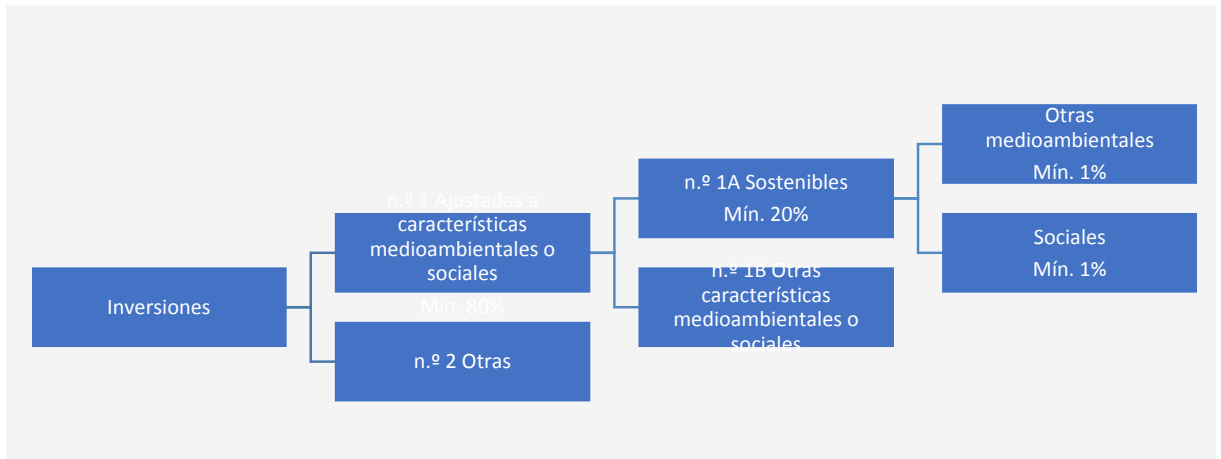 Inversiones
n.º 1 Ajustadas a
características
medioambientales o
sociales
Mín. 80%
n.º 2 Otras
n.º 1A Sostenibles
Mín. 20%
n.º 1B Otras
características
medioambientales o
sociales
Otras
medioambientales
Mín. 1%
Sociales
Mín. 1%